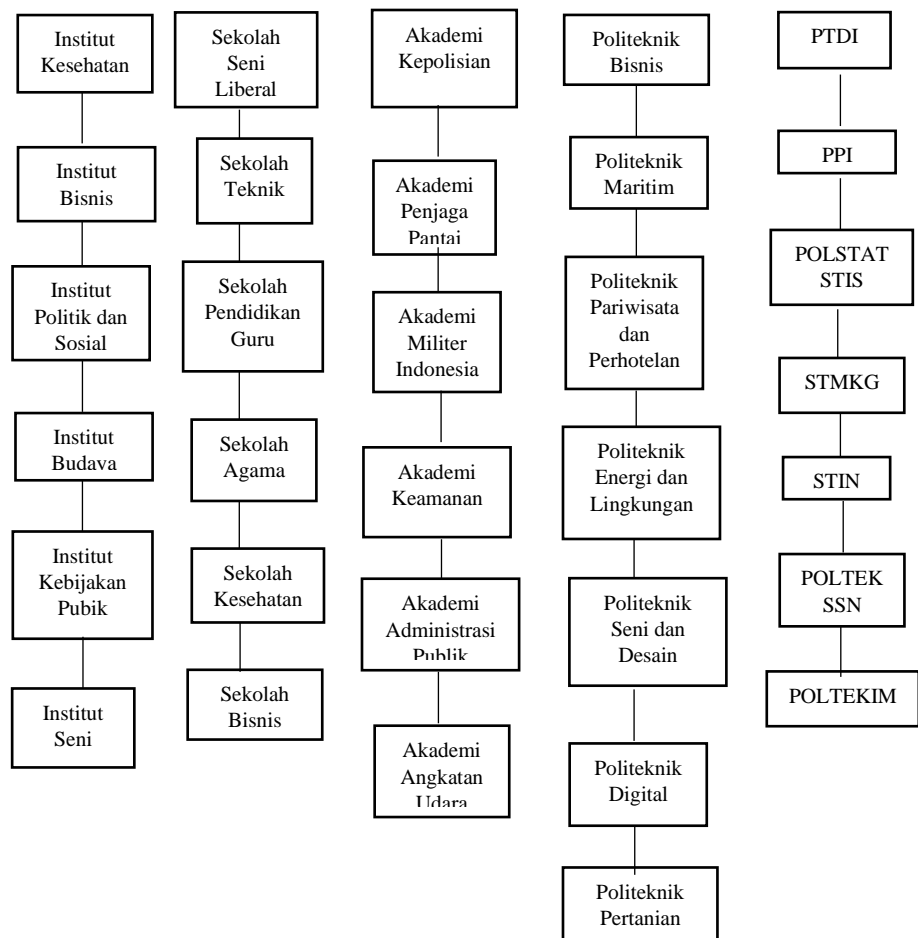 Institut
Kesehatan
Institut
Bisnis
Institut
Politik dan
Sosial
Institut
Budava
Institut
Kebijakan
Pubik
Institut
Seni
Sekolah
Seni
Liberal
Sekolah
Teknik
Sekolah
Pendidikan
Guru
Sekolah
Agama
Sekolah
Kesehatan
Sekolah
Bisnis
Akademi
Kepolisian
Akademi
Penjaga
Pantai
Akademi
Militer
Indonesia
Akademi
Keamanan
Akademi
Administrasi
Publik
Akademi
Angkatan
Udara
Politeknik
Bisnis
Politeknik
Maritim
Politeknik
Pariwisata
dan
Perhotelan
Politeknik
Energi dan
Lingkungan
Politeknik
Seni dan
Desain
Politeknik
Digital
Politeknik
Pertanian
PTDI
PPI
POLSTAT
STIS
STMKG
STIN
POLTEK
SSN
POLTEKIM